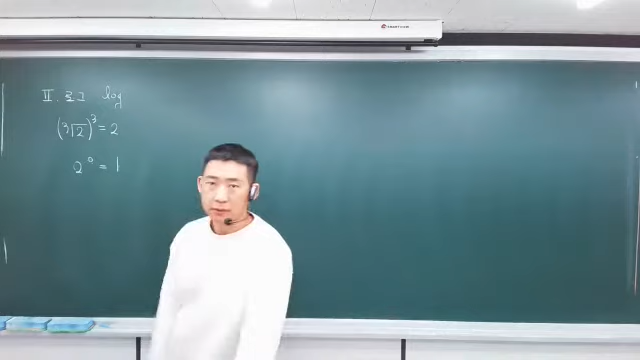 Ⅱ. 로그 log
(³√2)³ = 2
2⁰ = 1